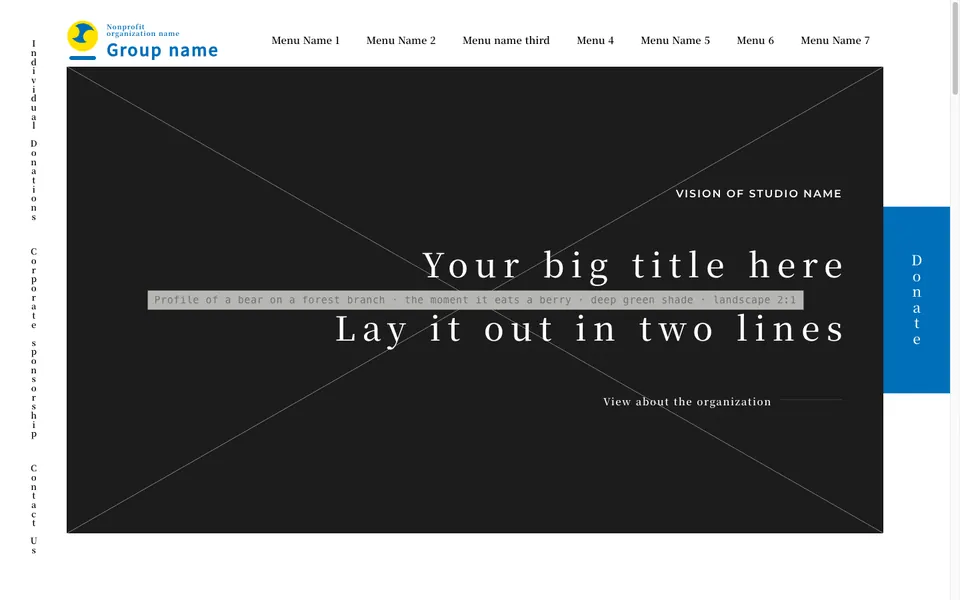 Nonprofit
organization name
Group name
Menu Name 1
Menu Name 2
Menu name third
Menu 4
Menu Name 5
Menu 6
Menu Name 7
Individual Donations
Corporate sponsorship
Contact Us
VISION OF STUDIO NAME
Your big title here
Profile of a bear on a forest branch · the moment it eats a berry · deep green shade · landscape 2:1
Lay it out in two lines
View about the organization
Donate